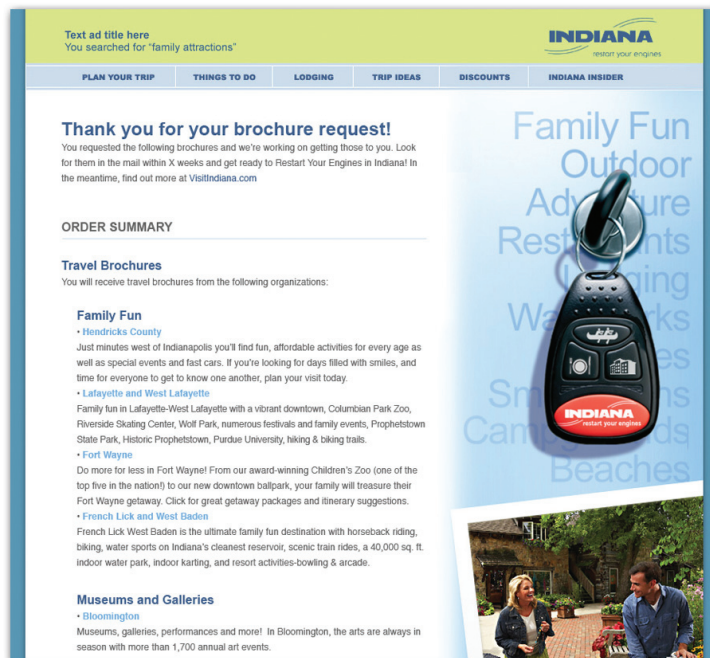 Text ad title here
You searched for “family attractions”
INDIANA
restart your engines
PLAN YOUR TRIP
THINGS TO DO
LODGING
TRIP IDEAS
DISCOUNTS
INDIANA INSIDER
Thank you for your brochure request!
You requested the following brochures and we’re working on getting those to you. Look
for them in the mail within X weeks and get ready to Restart Your Engines in Indiana! In
the meantime, find out more at VisitIndiana.com
ORDER SUMMARY
Travel Brochures
You will receive travel brochures from the following organizations:
Family Fun
• Hendricks County
Just minutes west of Indianapolis you’ll find fun, affordable activities for every age as
well as special events and fast cars. If you’re looking for days filled with smiles, and
time for everyone to get to know one another, plan your visit today.
• Lafayette and West Lafayette
Family fun in Lafayette-West Lafayette with a vibrant downtown, Columbian Park Zoo,
Riverside Skating Center, Wolf Park, numerous festivals and family events, Prophetstown
State Park, Historic Prophetstown, Purdue University, hiking & biking trails.
• Fort Wayne
Do more for less in Fort Wayne! From our award-winning Children’s Zoo (one of the
top five in the nation!) to our new downtown ballpark, your family will treasure their
Fort Wayne getaway. Click for great getaway packages and itinerary suggestions.
• French Lick and West Baden
French Lick West Baden is the ultimate family fun destination with horseback riding,
biking, water sports on Indiana’s cleanest reservoir, scenic train rides, a 40,000 sq. ft.
indoor water park, indoor karting, and resort activities-bowling & arcade.
Museums and Galleries
• Bloomington
Museums, galleries, performances and more! In Bloomington, the arts are always in
season with more than 1,700 annual art events.
Family Fun
Outdoor
Beaches
INDIANA
restart your engines